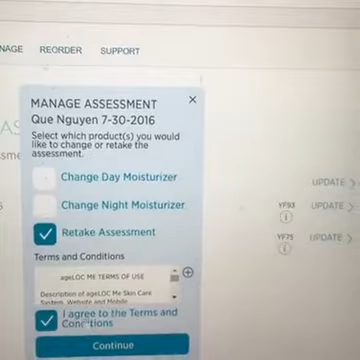 NAGE REORDER SUPPORT
MANAGE ASSESSMENT
Que Nguyen 7-30-2016
Select which product(s) you would
like to change or retake the
assessment.
Change Day Moisturizer
Change Night Moisturizer
Retake Assessment
Terms and Conditions
ageLOC ME TERMS OF USE
Description of ageLOC Me Skin Care
System, Website and Mobile
I agree to the Terms and
Conditions
Continue
AS
sme
S
UPDATE
YF93 UPDATE
YF75 UPDATE